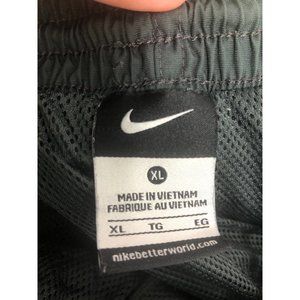 XL
MADE IN VIETNAM
FABRIQUE AU VIETNAM
XL TG EG
nikebetterworld.com